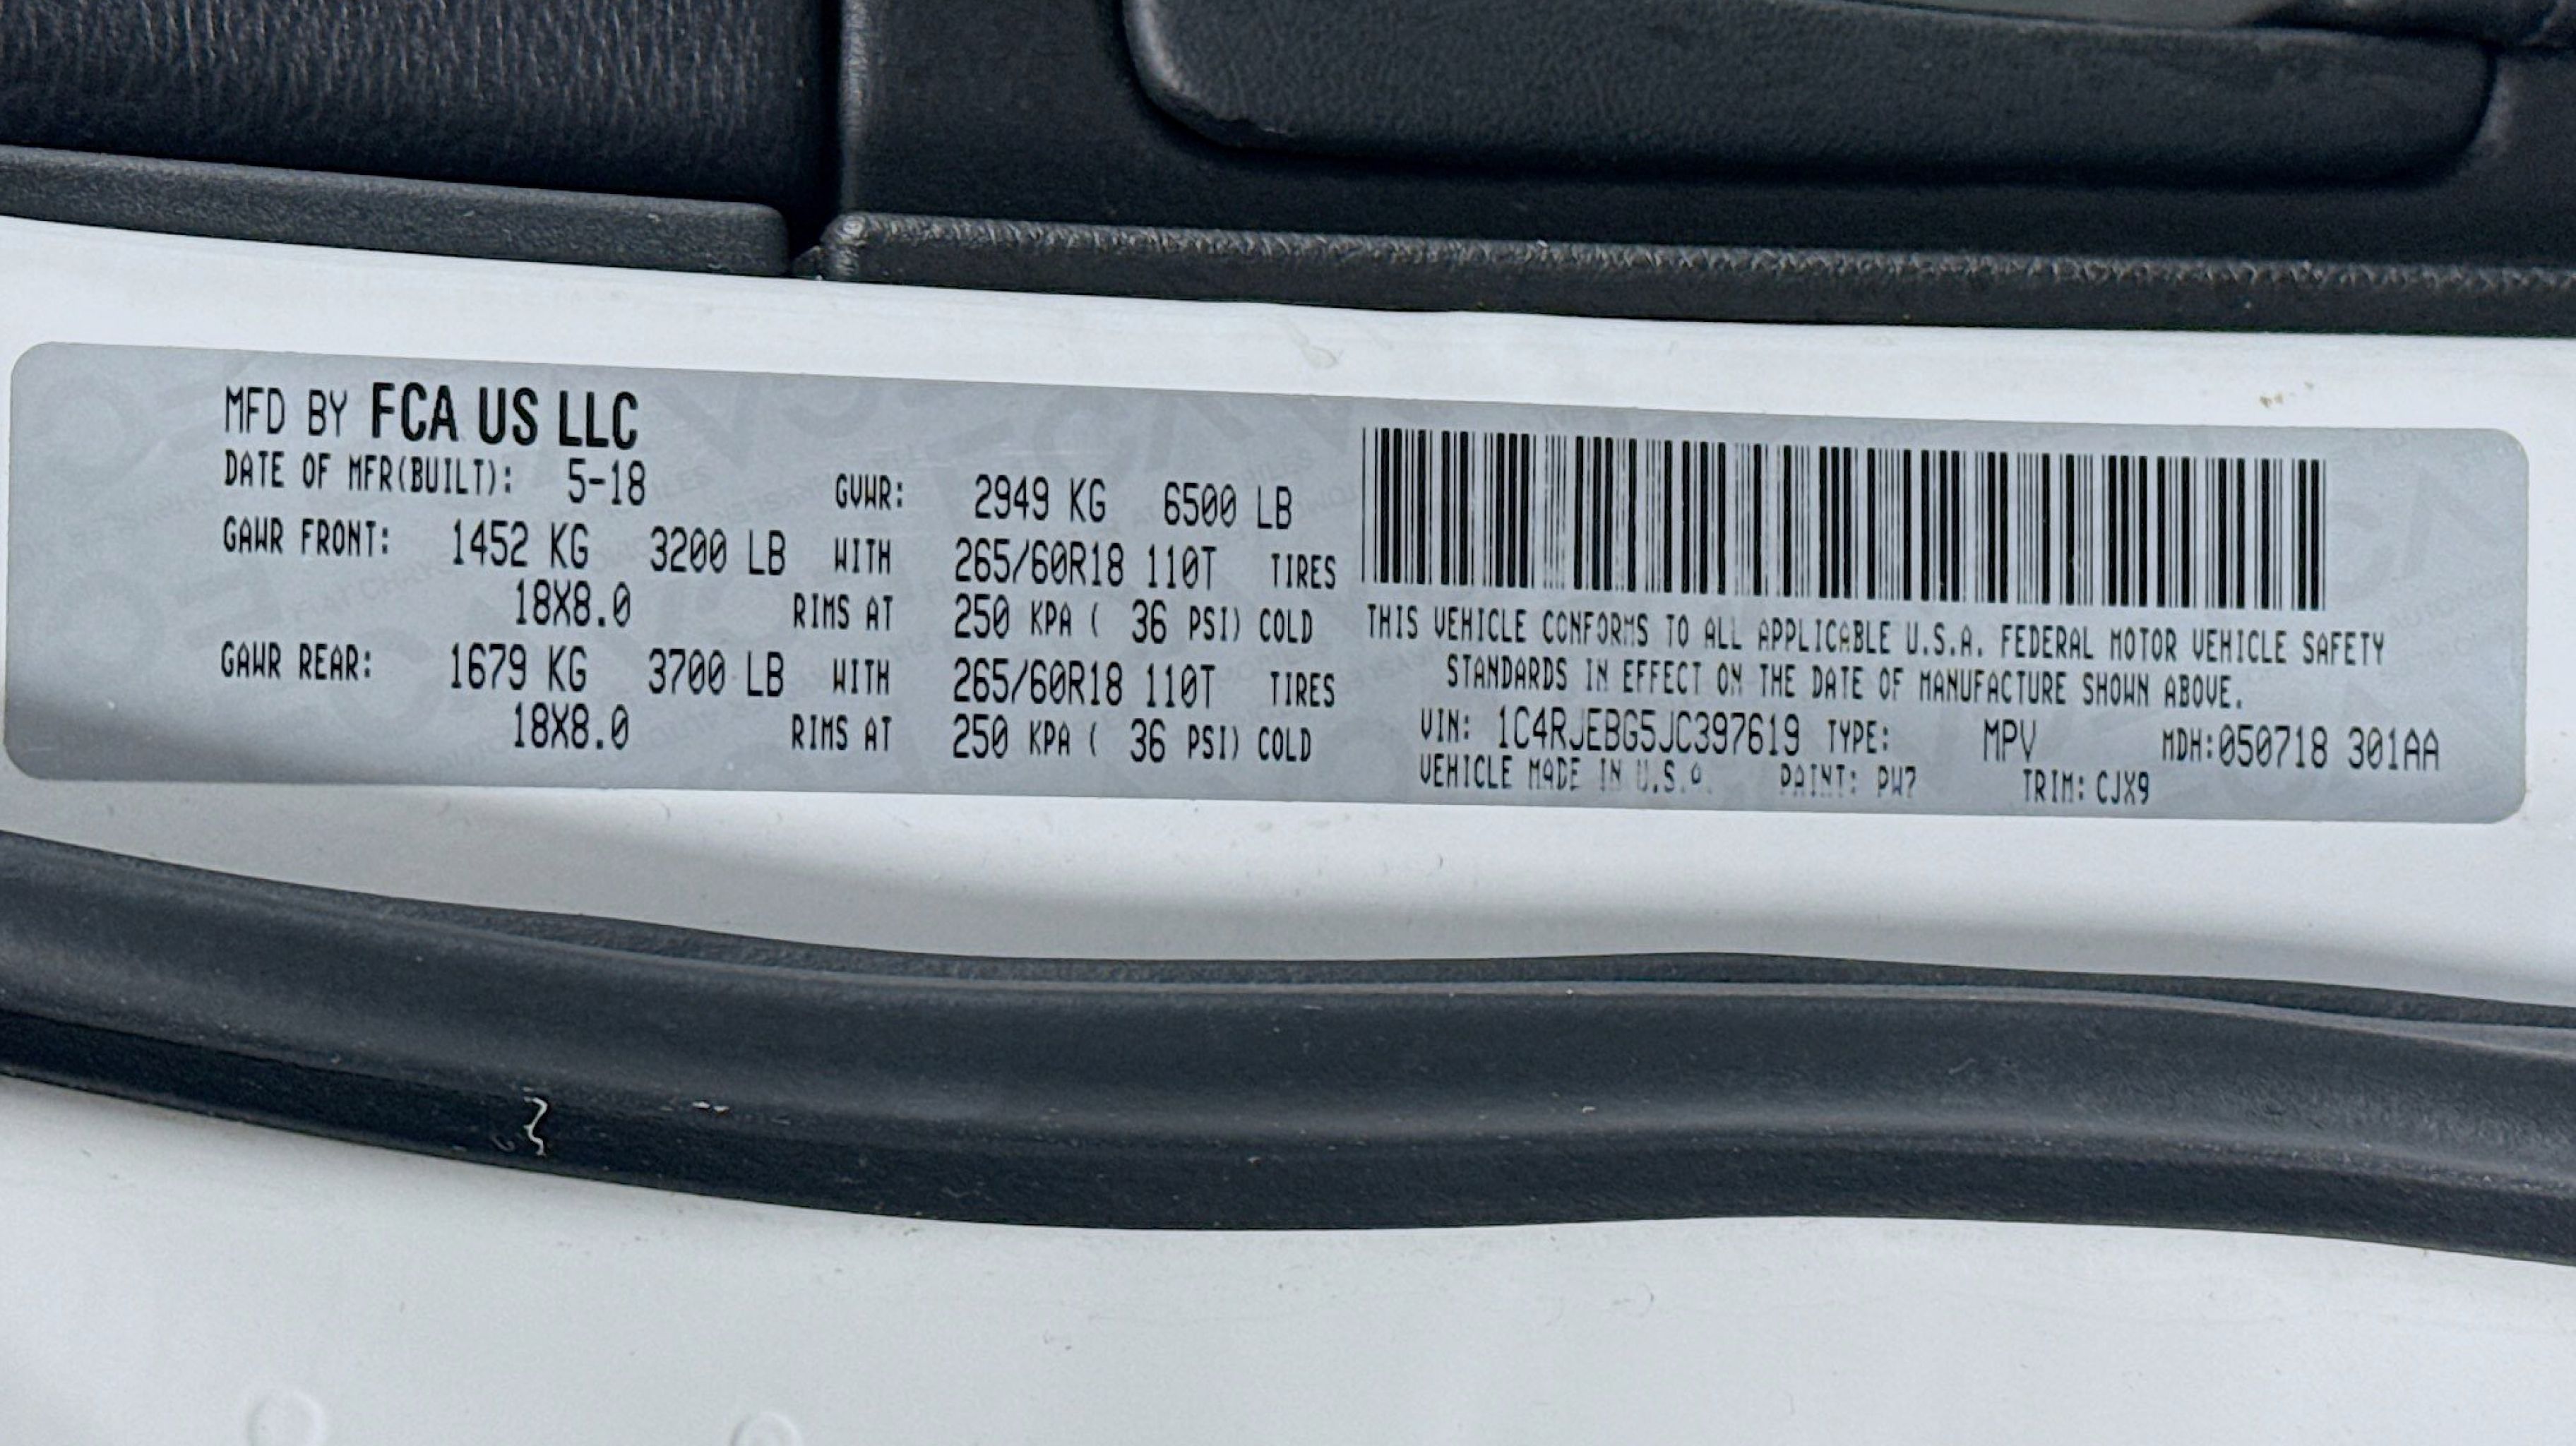 MFD BY FCA US LLC
DATE OF MFR(BUILT): 5-18 GVWR: 2949 KG 6500 LB
GAWR FRONT: 1452 KG 3200 LB WITH 265/60R18 110T TIRES
18X8.0 RIMS AT 250 KPA ( 36 PSI) COLD
GAWR REAR: 1679 KG 3700 LB WITH 265/60R18 110T TIRES
18X8.0 RIMS AT 250 KPA ( 36 PSI) COLD
THIS VEHICLE CONFORMS TO ALL APPLICABLE U.S.A. FEDERAL MOTOR VEHICLE SAFETY
STANDARDS IN EFFECT ON THE DATE OF MANUFACTURE SHOWN ABOVE.
VIN: 1C4RJEBG5JC397619 TYPE: MPV MDH:050718 301AA
VEHICLE MADE IN U.S.A. PAINT: PW7 TRIM: CJX9